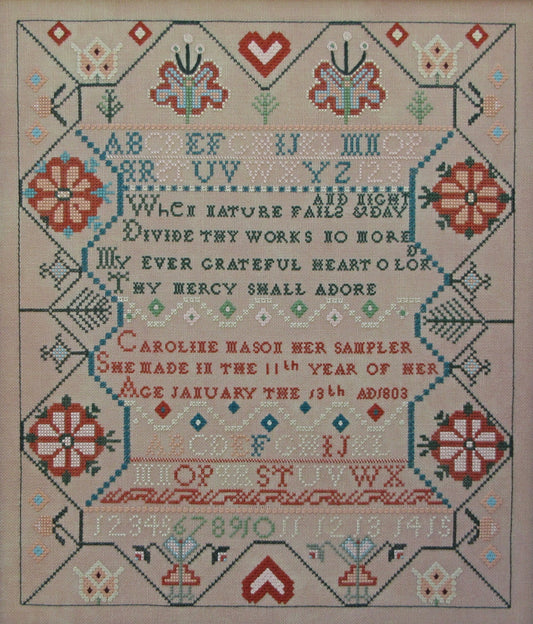 ABCDEFGHIJKLMNOP
QRSTUVWXYZ123
AND NIGHT
WhEN NATURE FAILS & DAY
DIVIDE THY WORKS NO MORE
D
MY EVER GRATEFUL HEART O LOR
THY MERCY SHALL ADORE
CAROLINE MASON HER SAMPLER
SHE MADE IN THE 11th YEAR OF HER
AGE JANUARY THE 13th AD1803
ABCDEFGHIJKL
MNOPQRSTUVWX
12345678910 11 12 13 14 15